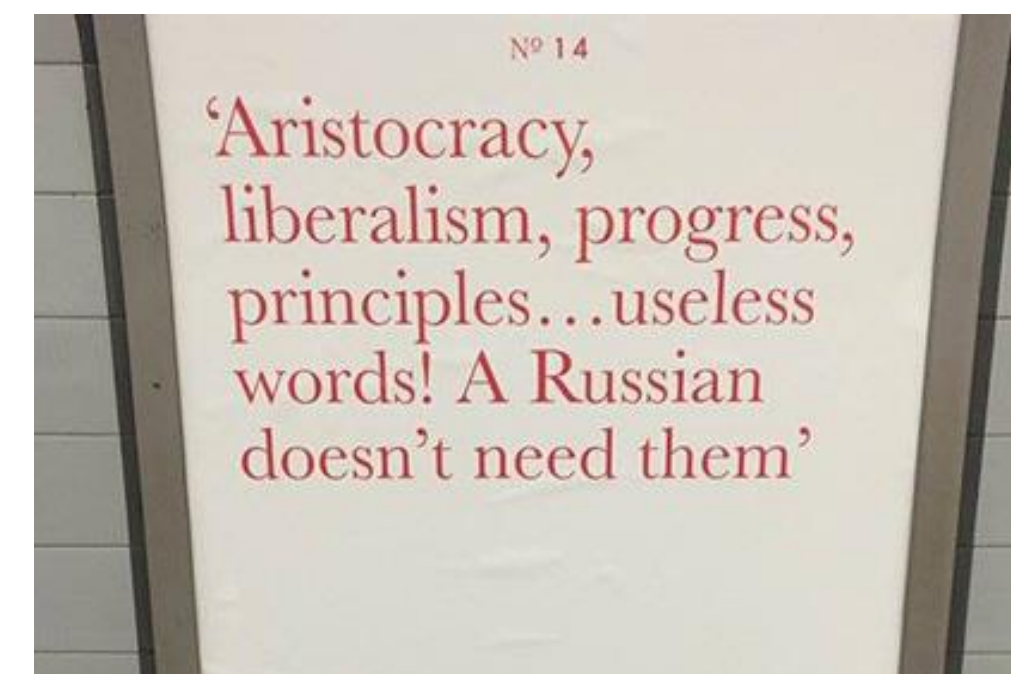 Nº 14
‘Aristocracy,
liberalism, progress,
principles…useless
words! A Russian
doesn’t need them’